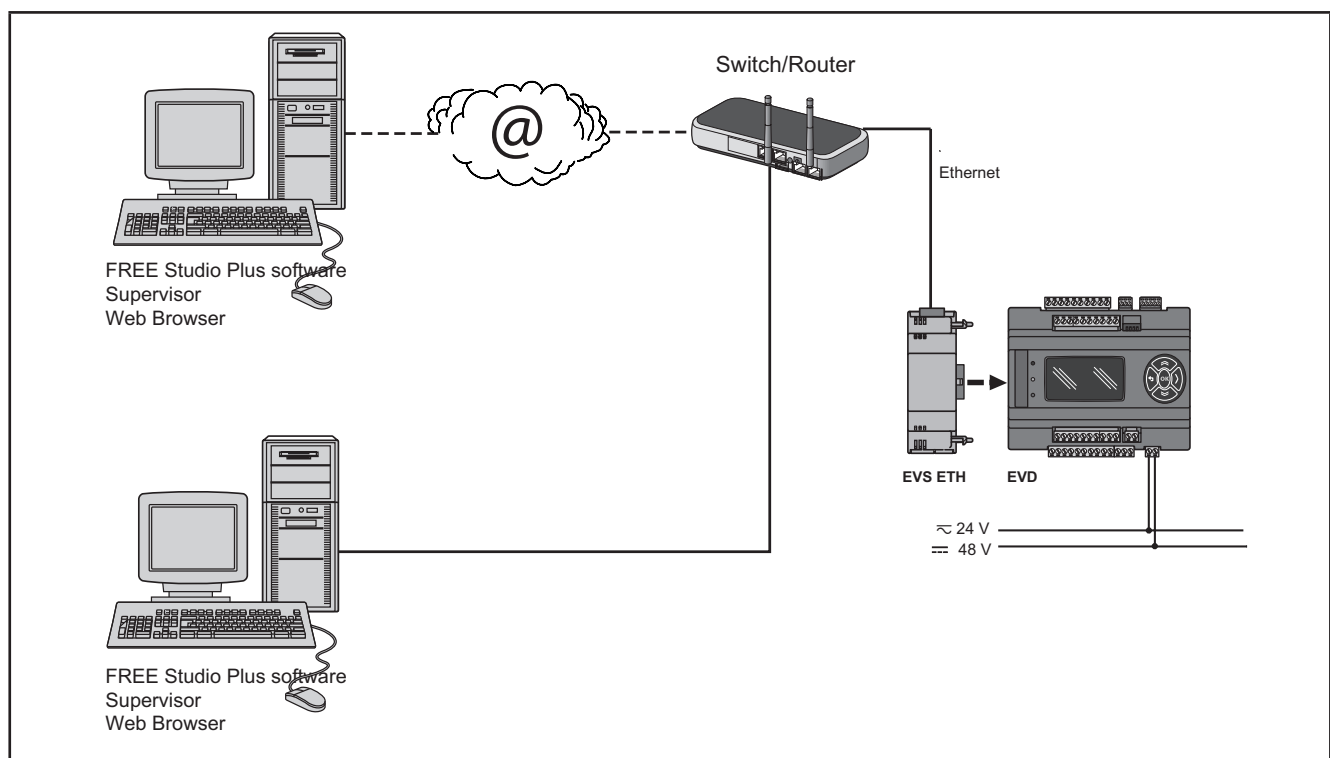 Switch/Router
@
Ethernet
FREE Studio Plus software
Supervisor
Web Browser
OK
EVS ETH
EVD
24 V
48 V
FREE Studio Plus software
Supervisor
Web Browser